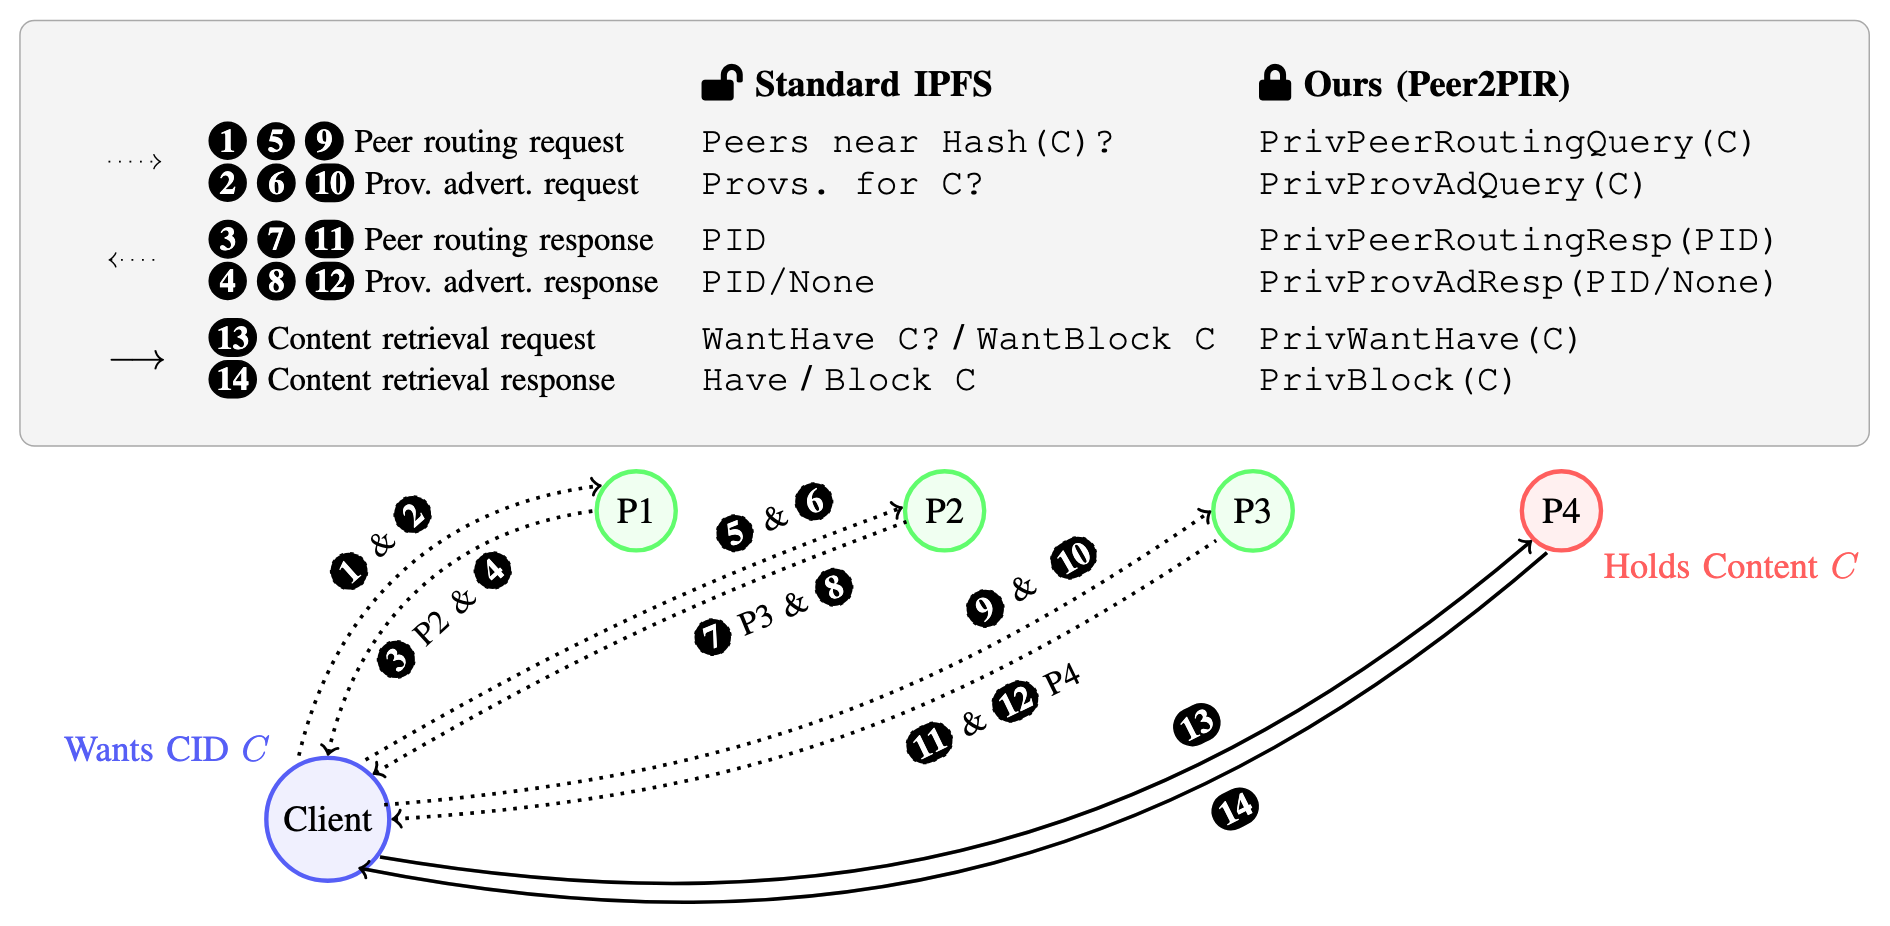 Standard IPFS Ours (Peer2PIR)
1 5 9 Peer routing request Peers near Hash(C)? PrivPeerRoutingQuery(C)
2 6 10 Prov. advert. request Provs. for C? PrivProvAdQuery(C)
3 7 11 Peer routing response PID PrivPeerRoutingResp(PID)
4 8 12 Prov. advert. response PID/None PrivProvAdResp(PID/None)
13 Content retrieval request WantHave C? / WantBlock C PrivWantHave(C)
14 Content retrieval response Have / Block C PrivBlock(C)
P1
P2
P3
P4
Holds Content C
1 & 2
3 P2 & 4
5 & 6
7 P3 & 8
9 & 10
11 & 12 P4
13
14
Wants CID C
Client